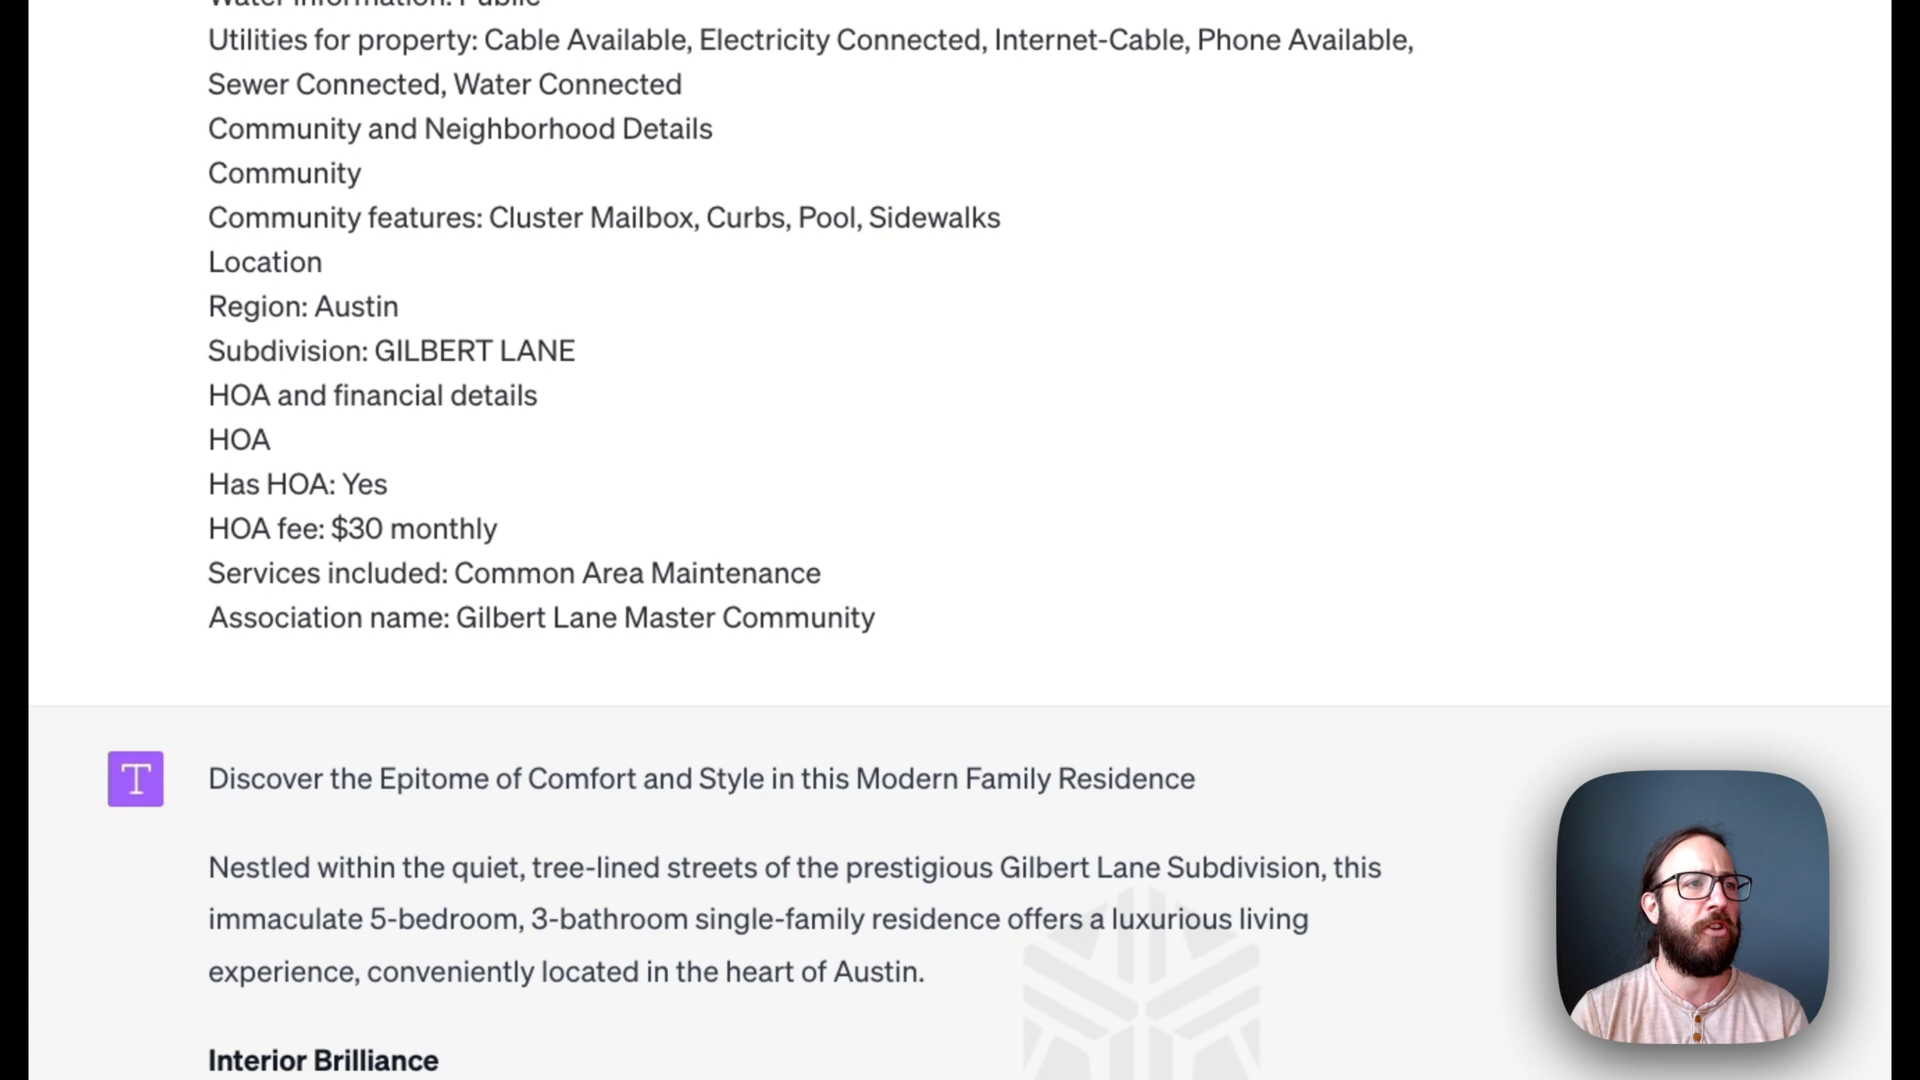 Water information: Public
Utilities for property: Cable Available, Electricity Connected, Internet-Cable, Phone Available,
Sewer Connected, Water Connected
Community and Neighborhood Details
Community
Community features: Cluster Mailbox, Curbs, Pool, Sidewalks
Location
Region: Austin
Subdivision: GILBERT LANE
HOA and financial details
HOA
Has HOA: Yes
HOA fee: $30 monthly
Services included: Common Area Maintenance
Association name: Gilbert Lane Master Community
T
Discover the Epitome of Comfort and Style in this Modern Family Residence
Nestled within the quiet, tree-lined streets of the prestigious Gilbert Lane Subdivision, this
immaculate 5-bedroom, 3-bathroom single-family residence offers a luxurious living
experience, conveniently located in the heart of Austin.
Interior Brilliance